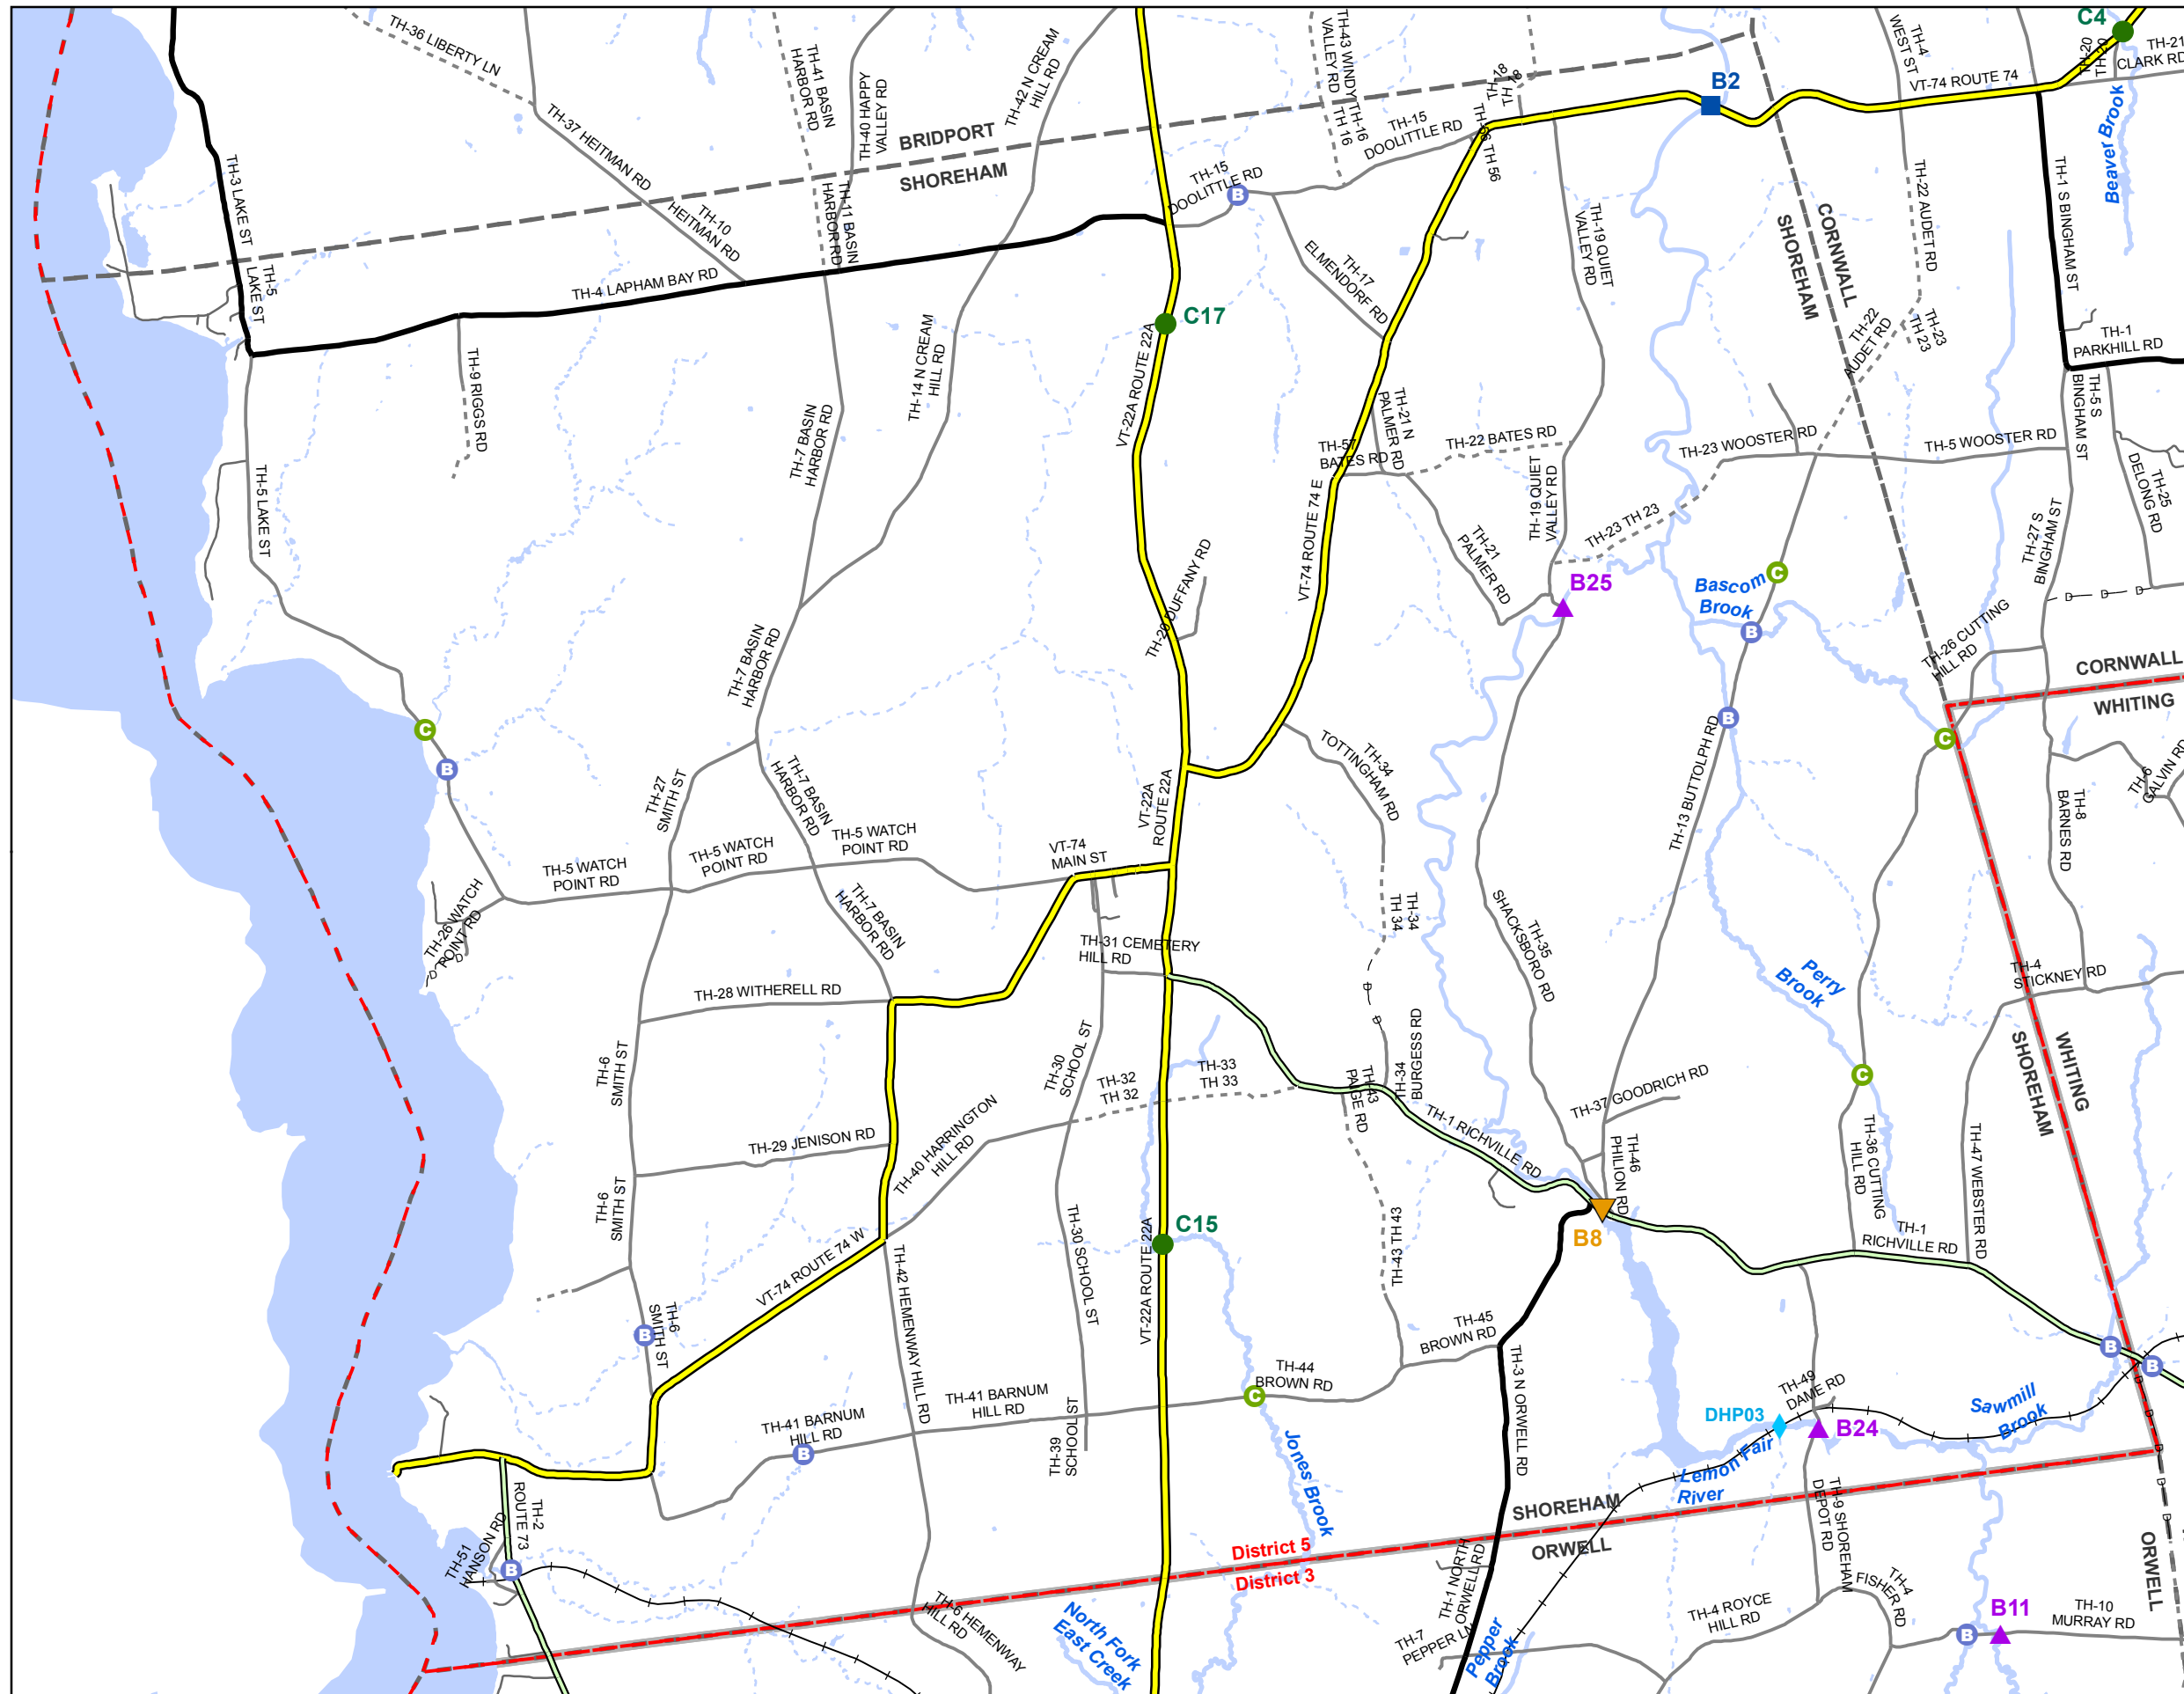 TH-36 LIBERTY LN
TH-41 BASIN
HARBOR RD
TH-40 HAPPY
VALLEY RD
TH-42 N CREAM
HILL RD
TH-43 WINDY
VALLEY RD
TH-16
TH 16
TH-18
TH 18
TH-4
WEST ST
C4
TH-20
TH-21
CLARK RD
B2
VT-74 ROUTE 74
TH-37 HEITMAN RD
BRIDPORT
SHOREHAM
TH-15
DOOLITTLE RD
TH-56 TH 56
TH-15
DOOLITTLE RD
B
Beaver Brook
TH-3 LAKE ST
TH-10
HEITMAN RD
TH-11 BASIN
HARBOR RD
TH-19 QUIET
VALLEY RD
CORNWALL
SHOREHAM
TH-22 AUDET RD
TH-1 S BINGHAM ST
TH-5
LAKE ST
TH-4 LAPHAM BAY RD
TH-17
ELMENDORF RD
C17
TH-22
AUDET RD
TH-23
TH 23
TH-1
PARKHILL RD
TH-9 RIGGS RD
TH-14 N CREAM
HILL RD
VT-22A ROUTE 22A
TH-7 BASIN
HARBOR RD
TH-21 N
PALMER RD
TH-57
BATES RD
TH-22 BATES RD
TH-23 WOOSTER RD
TH-5 WOOSTER RD
TH-5 S
BINGHAM ST
TH-25
DELONG RD
TH-5 LAKE ST
VT-74 ROUTE 74 E
TH-19 QUIET
VALLEY RD
TH-23 TH 23
TH-21
PALMER RD
TH-27 S
BINGHAM ST
TH-20 DUFFANY RD
B25
Bascom
Brook
C
B
D
D
D
TH-26 CUTTING
HILL RD
TH-7 BASIN
HARBOR RD
CORNWALL
WHITING
C
B
B
C
TH-13 BUTTOLPH RD
TH-34
TOTTINGHAM RD
TH-27
SMITH ST
TH-7 BASIN
HARBOR RD
VT-22A
ROUTE 22A
TH-6
GALVIN RD
TH-8
BARNES RD
TH-5 WATCH
POINT RD
TH-5 WATCH
POINT RD
TH-5 WATCH
POINT RD
VT-74
MAIN ST
TH-26 WATCH
POINT RD
D
D
TH-7 BASIN
HARBOR RD
TH-31 CEMETERY
HILL RD
TH-34
TH 34
D
D
TH-35
SHACKSBORO RD
Perry
Brook
TH-4
STICKNEY RD
TH-28 WITHERELL RD
TH-6
SMITH ST
TH-30
SCHOOL ST
TH-32
TH 32
TH-33
TH 33
TH-34
BURGESS RD
TH-43
PAIGE RD
TH-1 RICHVILLE RD
TH-37 GOODRICH RD
C
WHITING
SHOREHAM
TH-29 JENISON RD
TH-40 HARRINGTON
HILL RD
TH-46
PHILION RD
TH-36 CUTTING
HILL RD
TH-47 WEBSTER RD
TH-6
SMITH ST
B8
TH-1
RICHVILLE RD
C15
VT-74 ROUTE 74 W
TH-42 HEMENWAY HILL RD
TH-30 SCHOOL ST
VT-22A ROUTE 22A
TH-43 TH 43
B
TH-6
SMITH ST
TH-45
BROWN RD
B
B
D
D
TH-44
BROWN RD
C
TH-3 N ORWELL RD
TH-49
DAME RD
DHP03
B24
Sawmill
Brook
TH-41 BARNUM
HILL RD
TH-41 BARNUM
HILL RD
B
TH-39
SCHOOL ST
Jones Brook
Lemon Fair
River
D
D
D
TH-2
ROUTE 73
TH-51
HANSON RD
B
SHOREHAM
ORWELL
District 5
District 3
TH-9 SHOREHAM
DEPOT RD
ORWELL
TH-1 NORTH
ORWELL RD
TH-7
PEPPER LN
Pepper
Brook
TH-4 ROYCE
HILL RD
TH-4
FISHER RD
B
B11
TH-10
MURRAY RD
TH-6 HEMENWAY
HILL RD
North Fork
East Creek